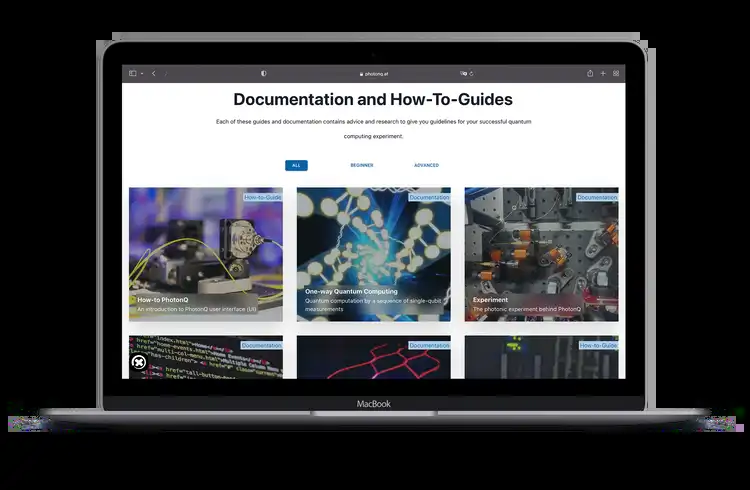 photonq.at
Documentation and How-To-Guides
Each of these guides and documentation contains advice and research to give you guidelines for your successful quantum
computing experiment.
ALL
BEGINNER
ADVANCED
How-to-Guide
How-to PhotonQ
An introduction to PhotonQ user interface (UI)
Documentation
One-way Quantum Computing
Quantum computation by a sequence of single-qubit
measurements
Documentation
Experiment
The photonic experiment behind PhotonQ
Documentation
Documentation
How-to-Guide
MacBook